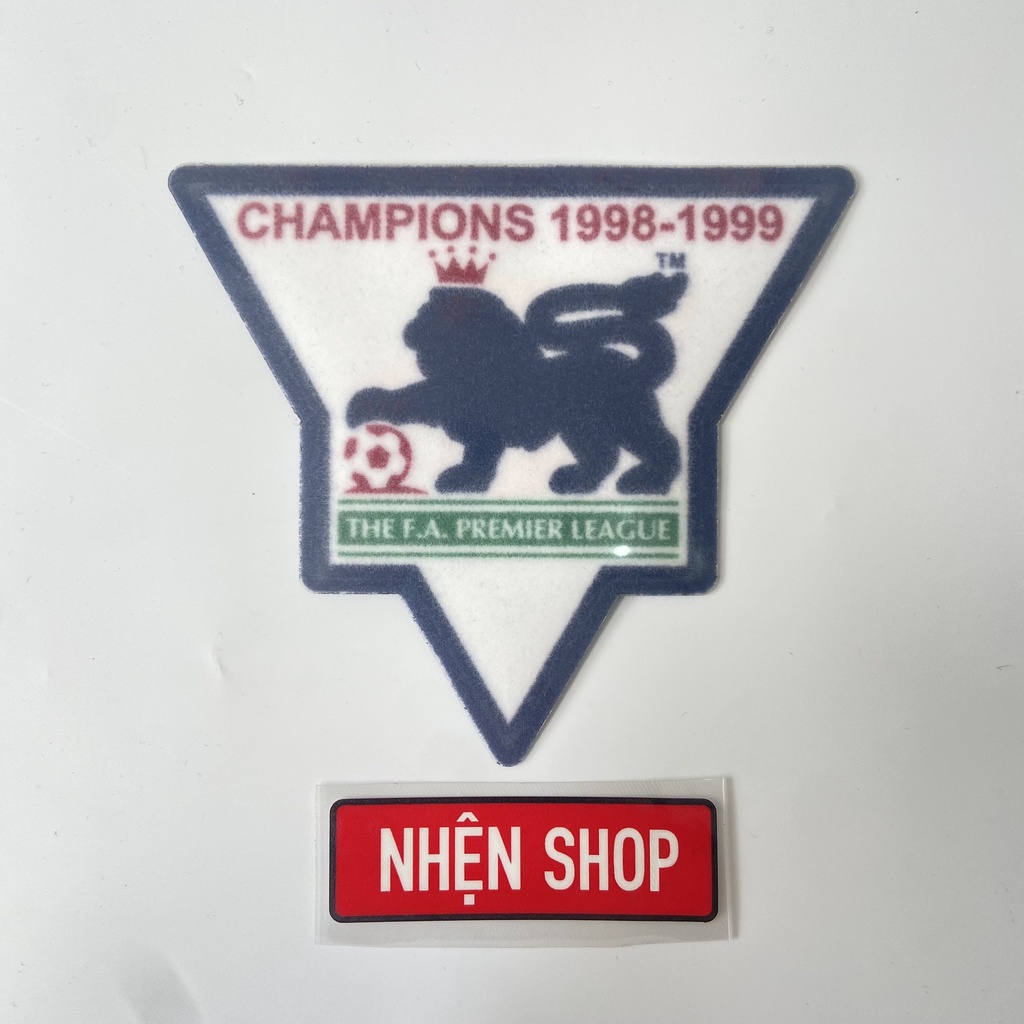 CHAMPIONS 1998-1999
TM
THE F.A. PREMIER LEAGUE
NHỆN SHOP